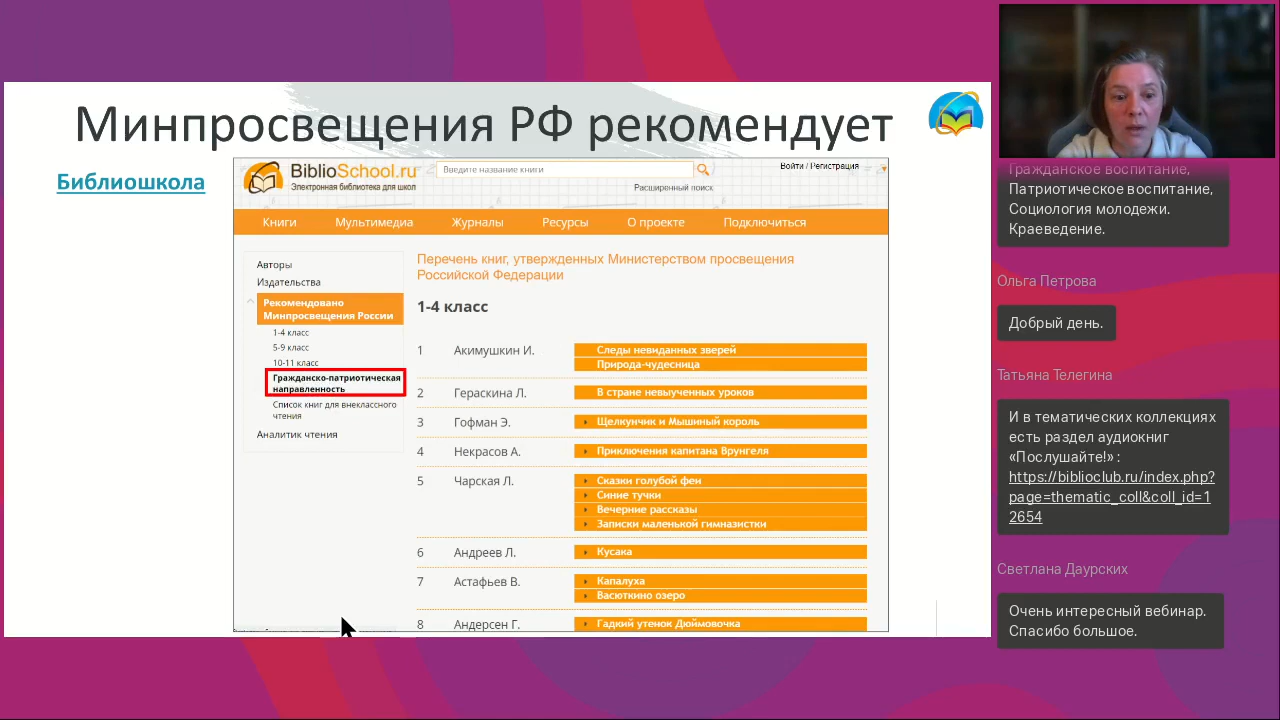 Минпросвещения РФ рекомендует
Библиошкола
BiblioSchool.ru
Электронная библиотека для школ
Введите название книги
Расширенный поиск
Войти / Регистрация
Книги Мультимедиа Журналы Ресурсы О проекте Подключиться
Авторы
Издательства
Рекомендовано
Минпросвещения России
1-4 класс
5-9 класс
10-11 класс
Гражданско-патриотическая
направленность
Список книг для внеклассного
чтения
Аналитик чтения
Перечень книг, утвержденных Министерством просвещения
Российской Федерации
1-4 класс
1 Акимушкин И. Следы невиданных зверей
Природа-чудесница
2 Гераскина Л. В стране невыученных уроков
3 Гофман Э. Щелкунчик и Мышиный король
4 Некрасов А. Приключения капитана Врунгеля
5 Чарская Л. Сказки голубой феи
Синие тучки
Вечерние рассказы
Записки маленькой гимназистки
6 Андреев Л. Кусака
7 Астафьев В. Капалуха
Васюткино озеро
8 Андерсен Г. Гадкий утенок Дюймовочка
Гражданское воспитание,
Патриотическое воспитание,
Социология молодежи.
Краеведение.
Ольга Петрова
Добрый день.
Татьяна Телегина
И в тематических коллекциях
есть раздел аудиокниг
«Послушайте!» :
https://biblioclub.ru/index.php?
page=thematic_coll&coll_id=1
2654
Светлана Даурских
Очень интересный вебинар.
Спасибо большое.